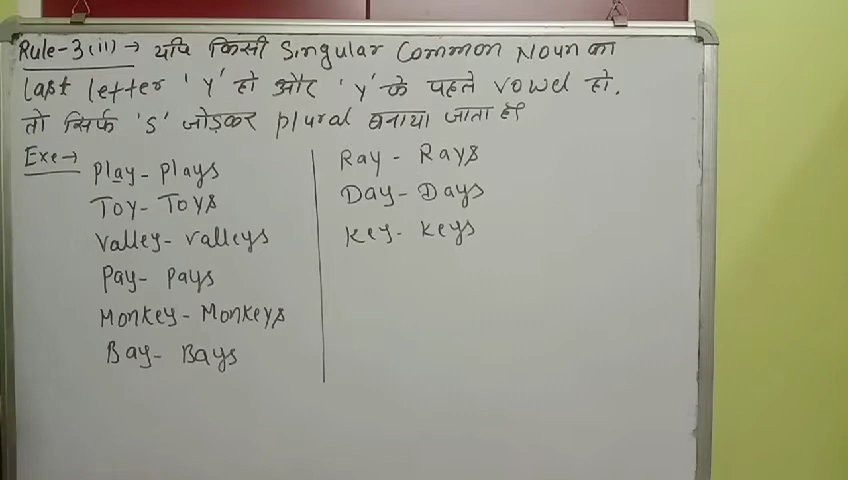 Rule-3(ii) → यदि किसी Singular Common Noun का
last letter 'Y' हो और 'Y' के पहले vowel हो.
तो सिर्फ 's' जोड़कर plural बनाया जाता है।
Exe →
Play - Plays
Toy - Toys
Valley - valleys
Pay - Pays
Monkey - Monkeys
Bay - Bays
Ray - Rays
Day - Days
Key - Keys